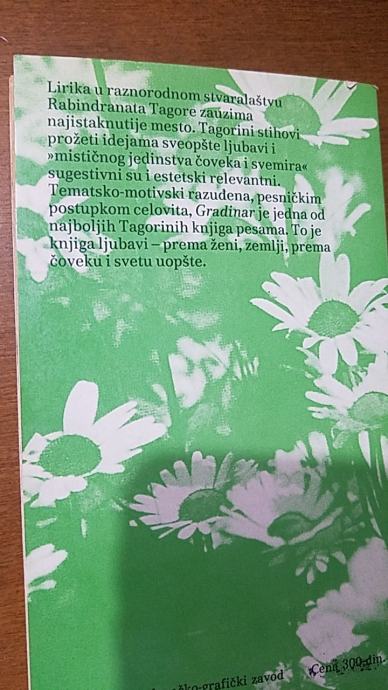 Lirika u raznorodnom stvaralaštvu
Rabindranata Tagore zauzima
najistaknutije mesto. Tagorini stihovi
prožeti idejama sveopšte ljubavi i
»mističnog jedinstva čoveka i svemira«
sugestivni su i estetski relevantni.
Tematsko-motivski razuđena, pesničkim
postupkom celovita, Gradinar je jedna od
najboljih Tagorinih knjiga pesama. To je
knjiga ljubavi – prema ženi, zemlji, prema
čoveku i svetu uopšte.
grafički zavod
Cena 300 din.